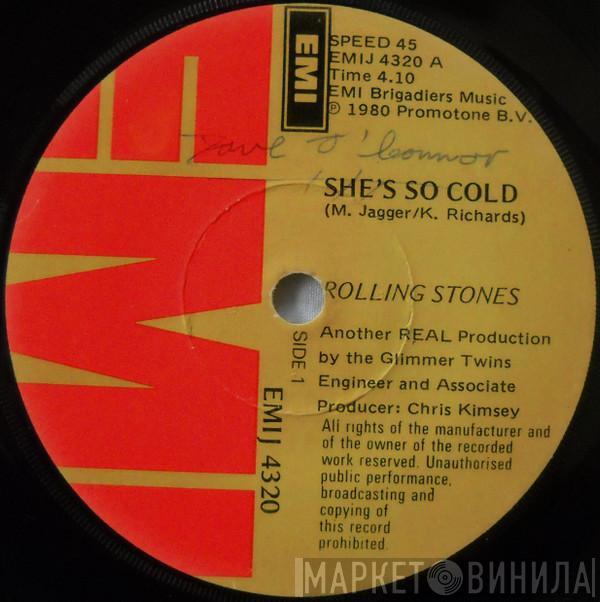 EMI
SPEED 45
EMIJ 4320 A
Time 4.10
EMI Brigadiers Music
℗ 1980 Promotone B.V.
Dave O'Connor
SHE'S SO COLD
(M. Jagger/K. Richards)
ROLLING STONES
Another REAL Production
by the Glimmer Twins
Engineer and Associate
Producer: Chris Kimsey
All rights of the manufacturer and
of the owner of the recorded
work reserved. Unauthorised
public performance,
broadcasting and
copying of
this record
prohibited.
SIDE 1
EMIJ 4320
EMI
МАРКЕТ ВИНИЛА